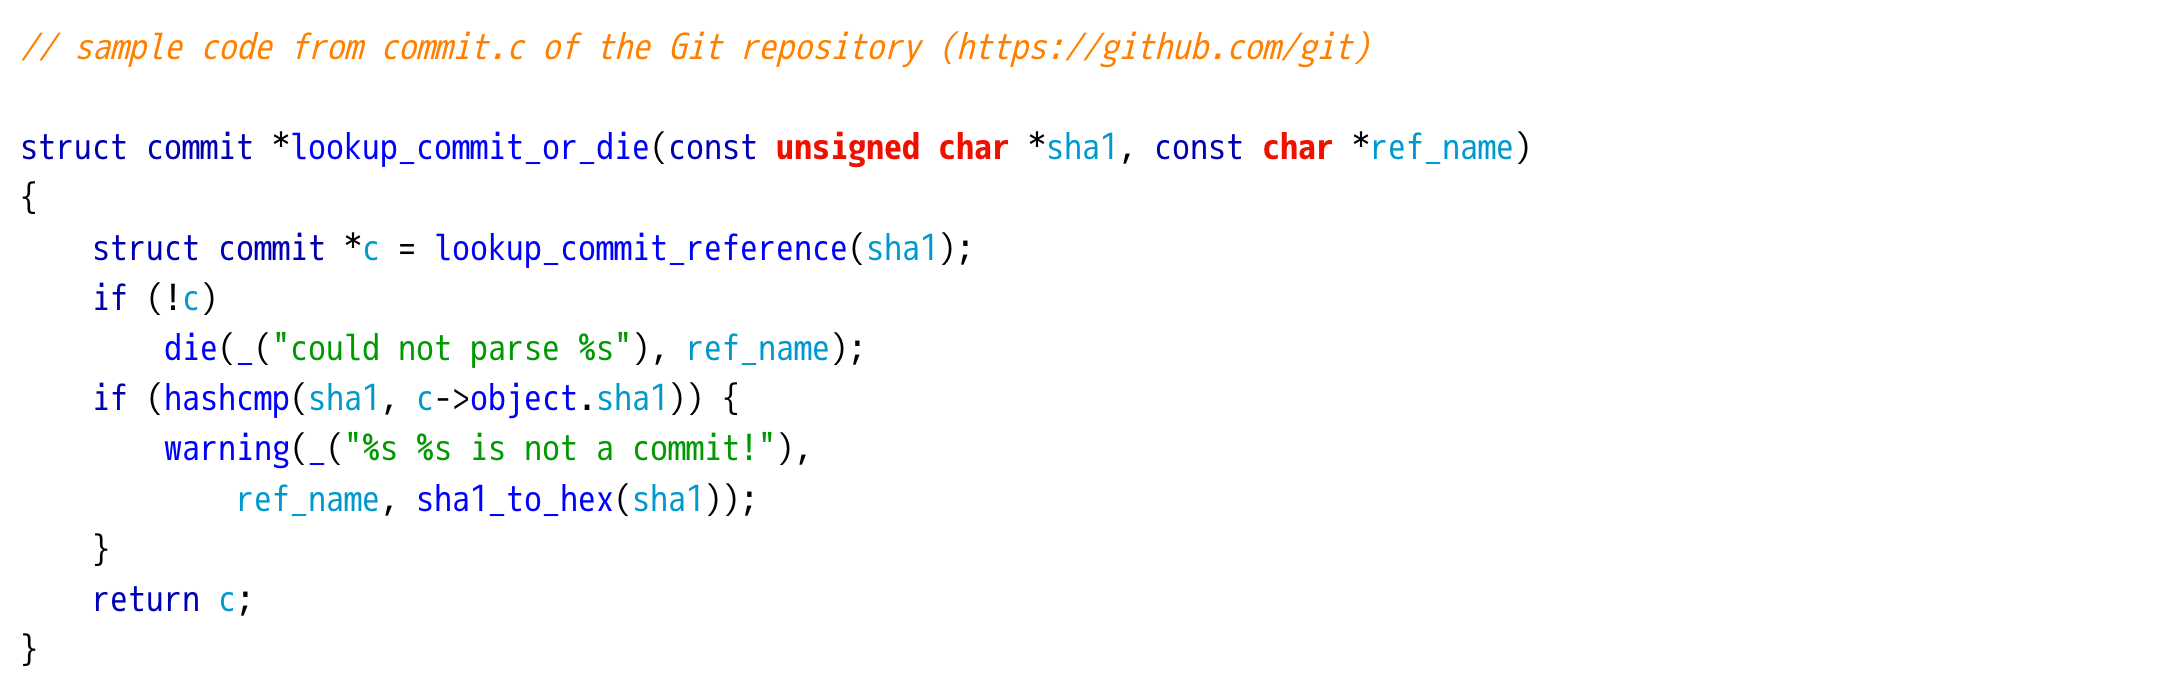 // sample code from commit.c of the Git repository (https://github.com/git)

struct commit *lookup_commit_or_die(const unsigned char *sha1, const char *ref_name)
{
    struct commit *c = lookup_commit_reference(sha1);
    if (!c)
        die(_("could not parse %s"), ref_name);
    if (hashcmp(sha1, c->object.sha1)) {
        warning(_("%s %s is not a commit!"),
            ref_name, sha1_to_hex(sha1));
    }
    return c;
}